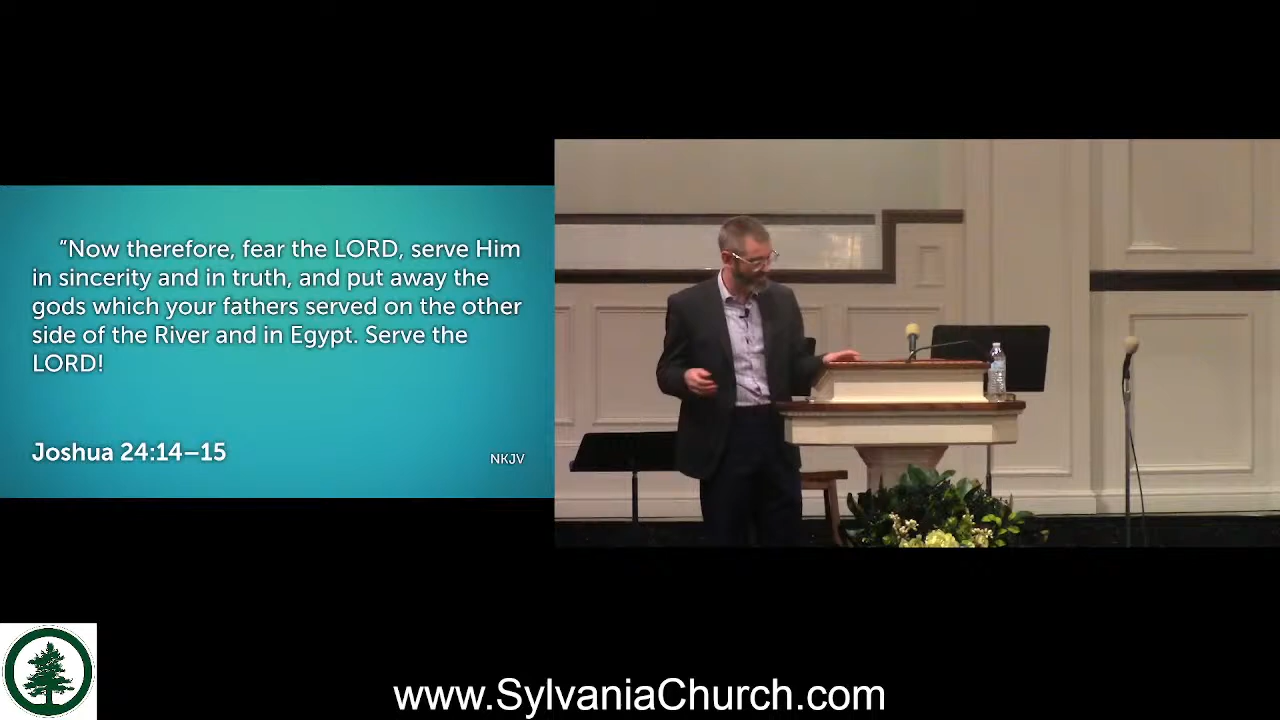 “Now therefore, fear the LORD, serve Him
in sincerity and in truth, and put away the
gods which your fathers served on the other
side of the River and in Egypt. Serve the
LORD!
Joshua 24:14–15
NKJV
www.SylvaniaChurch.com